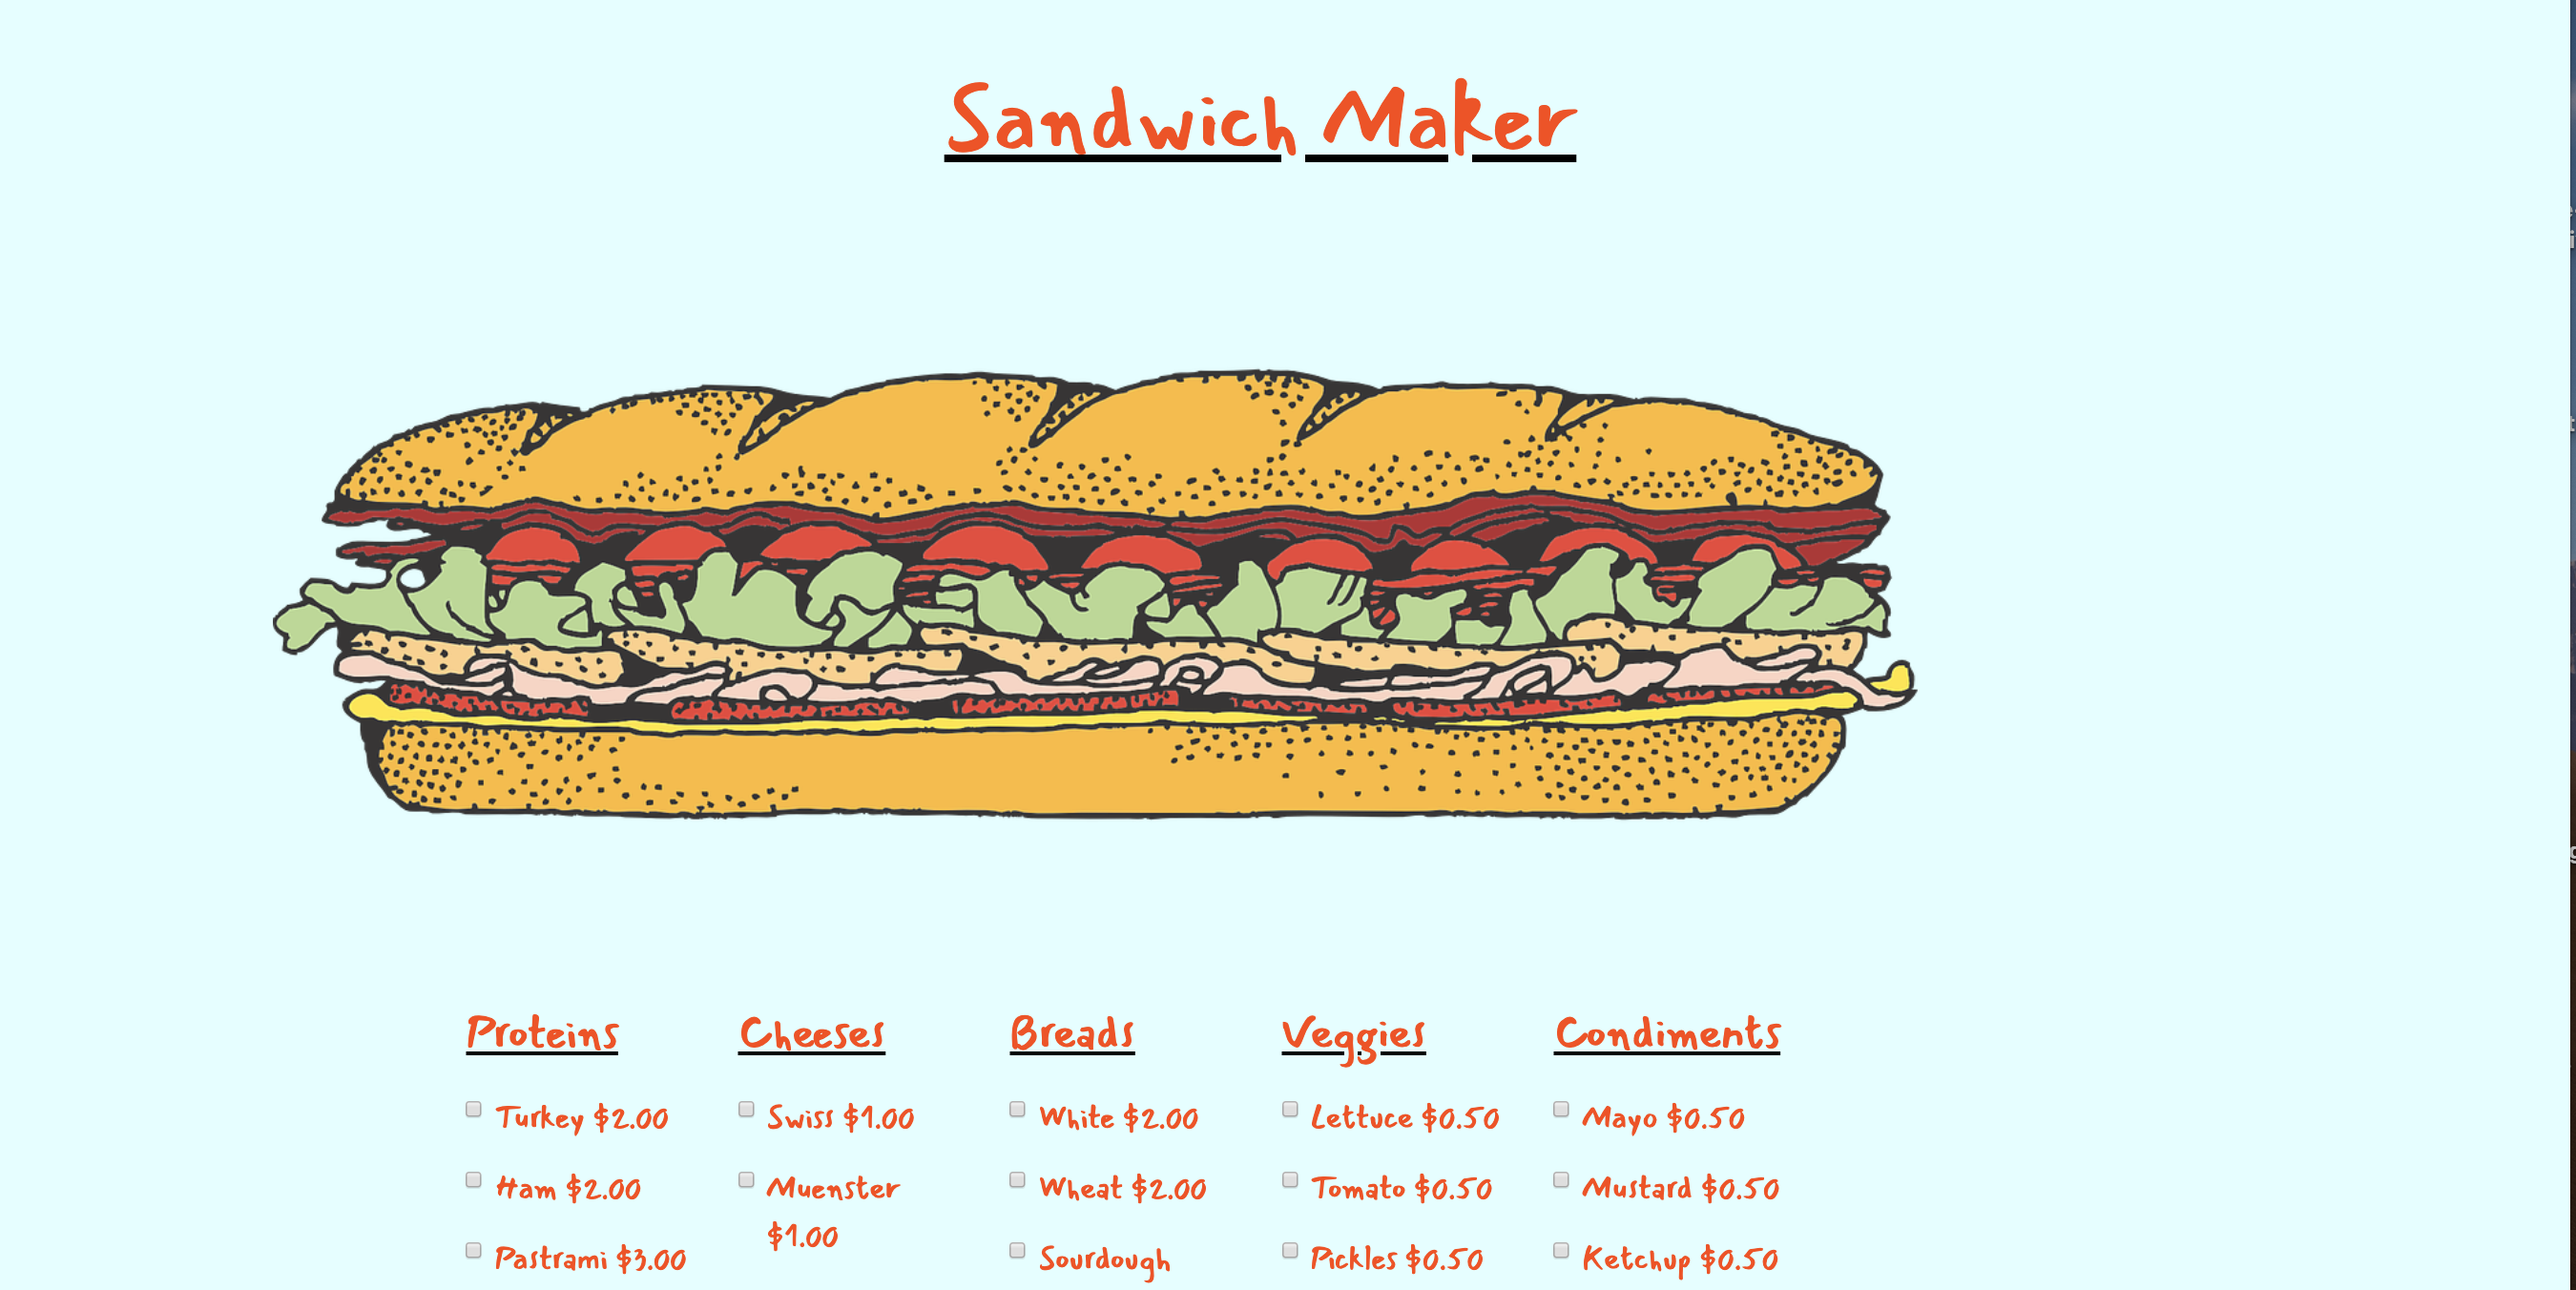 Sandwich Maker
Proteins
Turkey $2.00
Ham $2.00
Pastrami $3.00
Cheeses
Swiss $1.00
Muenster
$1.00
Breads
White $2.00
Wheat $2.00
Sourdough
Veggies
Lettuce $0.50
Tomato $0.50
Pickles $0.50
Condiments
Mayo $0.50
Mustard $0.50
Ketchup $0.50